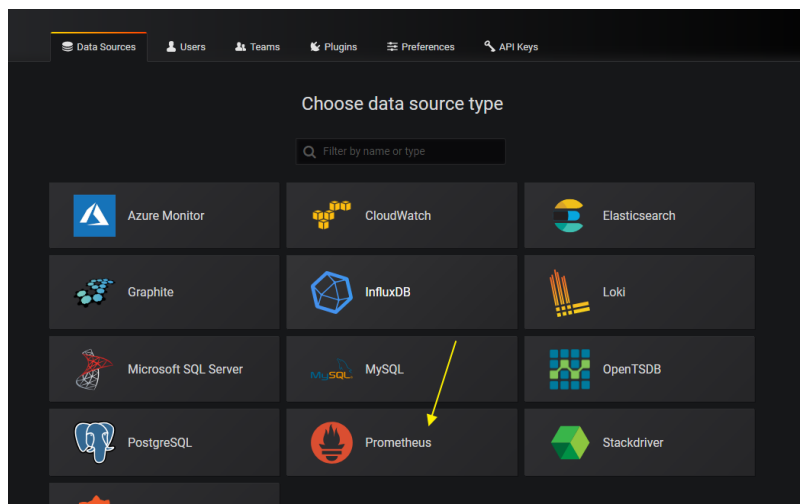 Data Sources Users Teams Plugins Preferences API Keys
Choose data source type
Filter by name or type
Azure Monitor CloudWatch Elasticsearch
Graphite InfluxDB Loki
Microsoft SQL Server MySQL MySQL OpenTSDB
PostgreSQL Prometheus Stackdriver